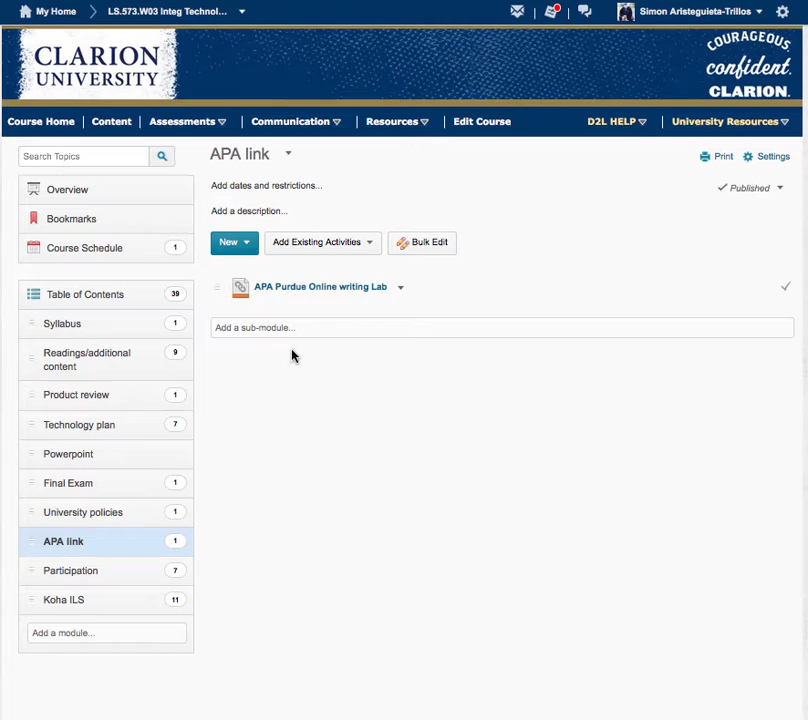 My Home
LS.573.W03 Integ Technol...
Simon Aristeguieta-Trillos
CLARION
UNIVERSITY
COURAGEOUS.
confident.
CLARION.
Course Home
Content
Assessments
Communication
Resources
Edit Course
D2L HELP
University Resources
Search Topics
APA link
Print
Settings
Overview
Add dates and restrictions...
Published
Bookmarks
Add a description...
Course Schedule 1
New
Add Existing Activities
Bulk Edit
Table of Contents 39
APA Purdue Online writing Lab
Syllabus 1
Add a sub-module...
Readings/additional 9
content
Product review 1
Technology plan 7
Powerpoint
Final Exam 1
University policies 1
APA link 1
Participation 7
Koha ILS 11
Add a module...